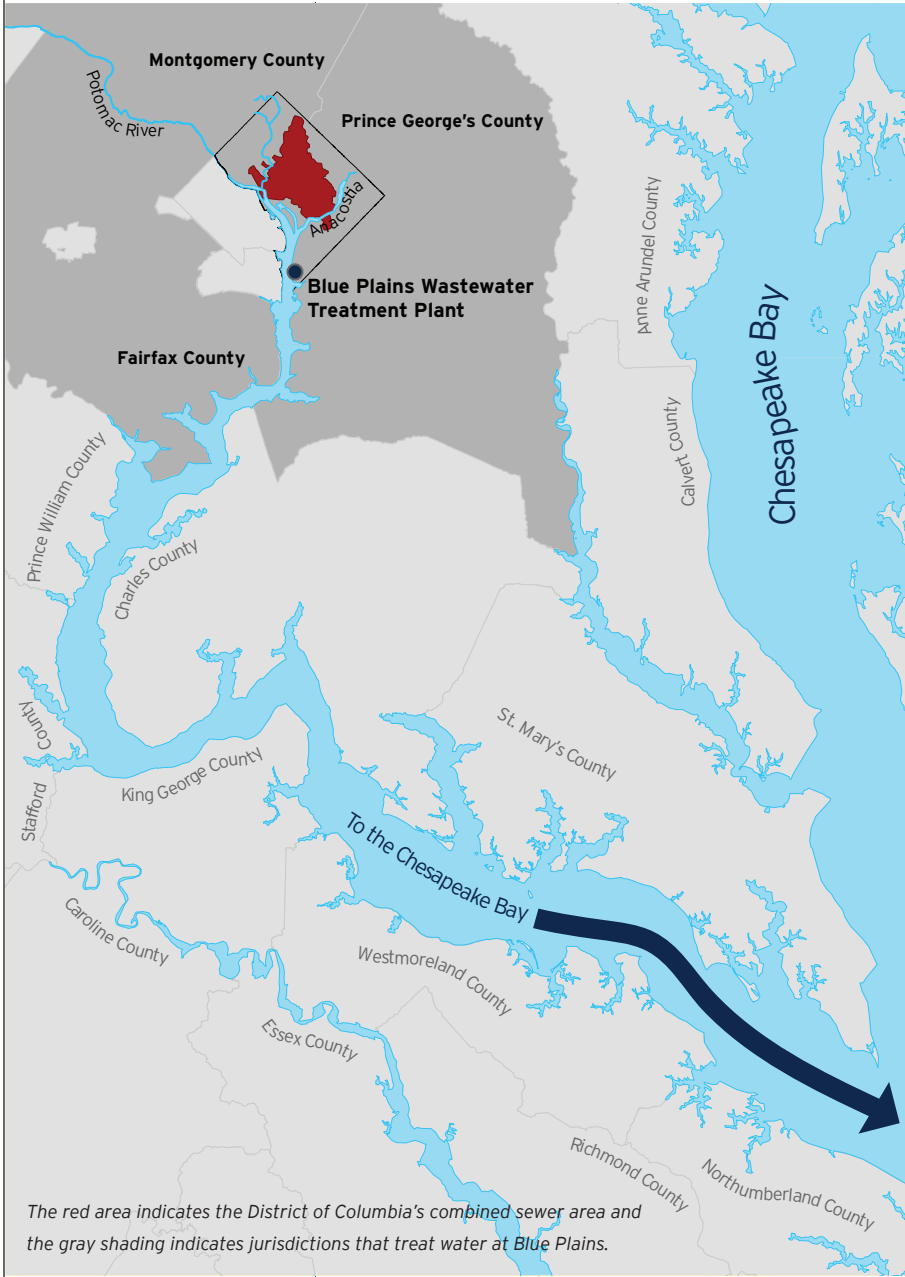 Montgomery County
Potomac River
Prince George's County
Anacostia
Blue Plains Wastewater
Treatment Plant
Fairfax County
Anne Arundel County
Chesapeake Bay
Calvert County
Prince William County
Charles County
Stafford County
King George County
St. Mary's County
To the Chesapeake Bay
Caroline County
Westmoreland County
Essex County
Richmond County
Northumberland County
The red area indicates the District of Columbia's combined sewer area and
the gray shading indicates jurisdictions that treat water at Blue Plains.